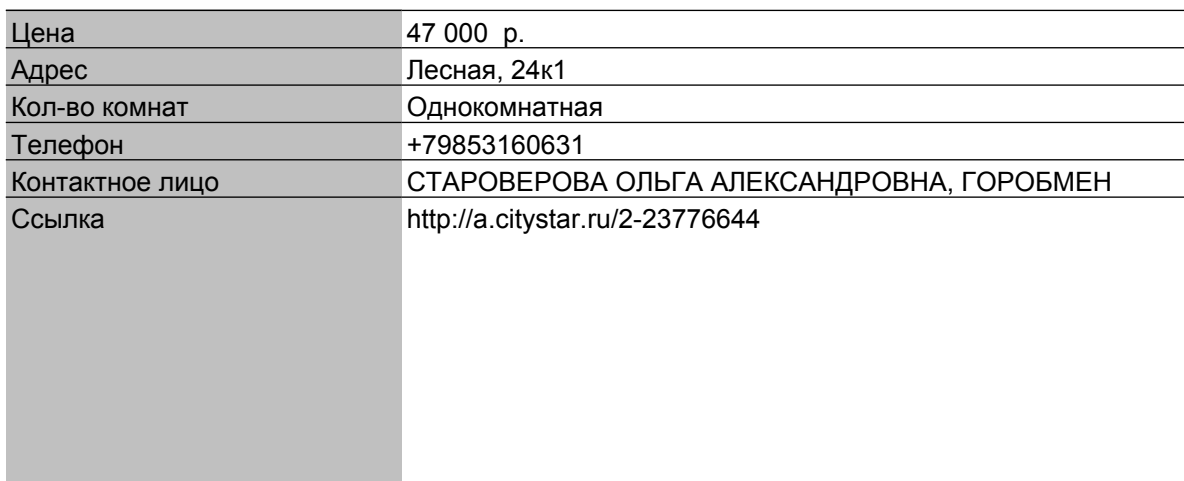 Цена 47 000 р.
Адрес Лесная, 24к1
Кол-во комнат Однокомнатная
Телефон +79853160631
Контактное лицо СТАРОВЕРОВА ОЛЬГА АЛЕКСАНДРОВНА, ГОРОБМЕН
Ссылка http://a.citystar.ru/2-23776644